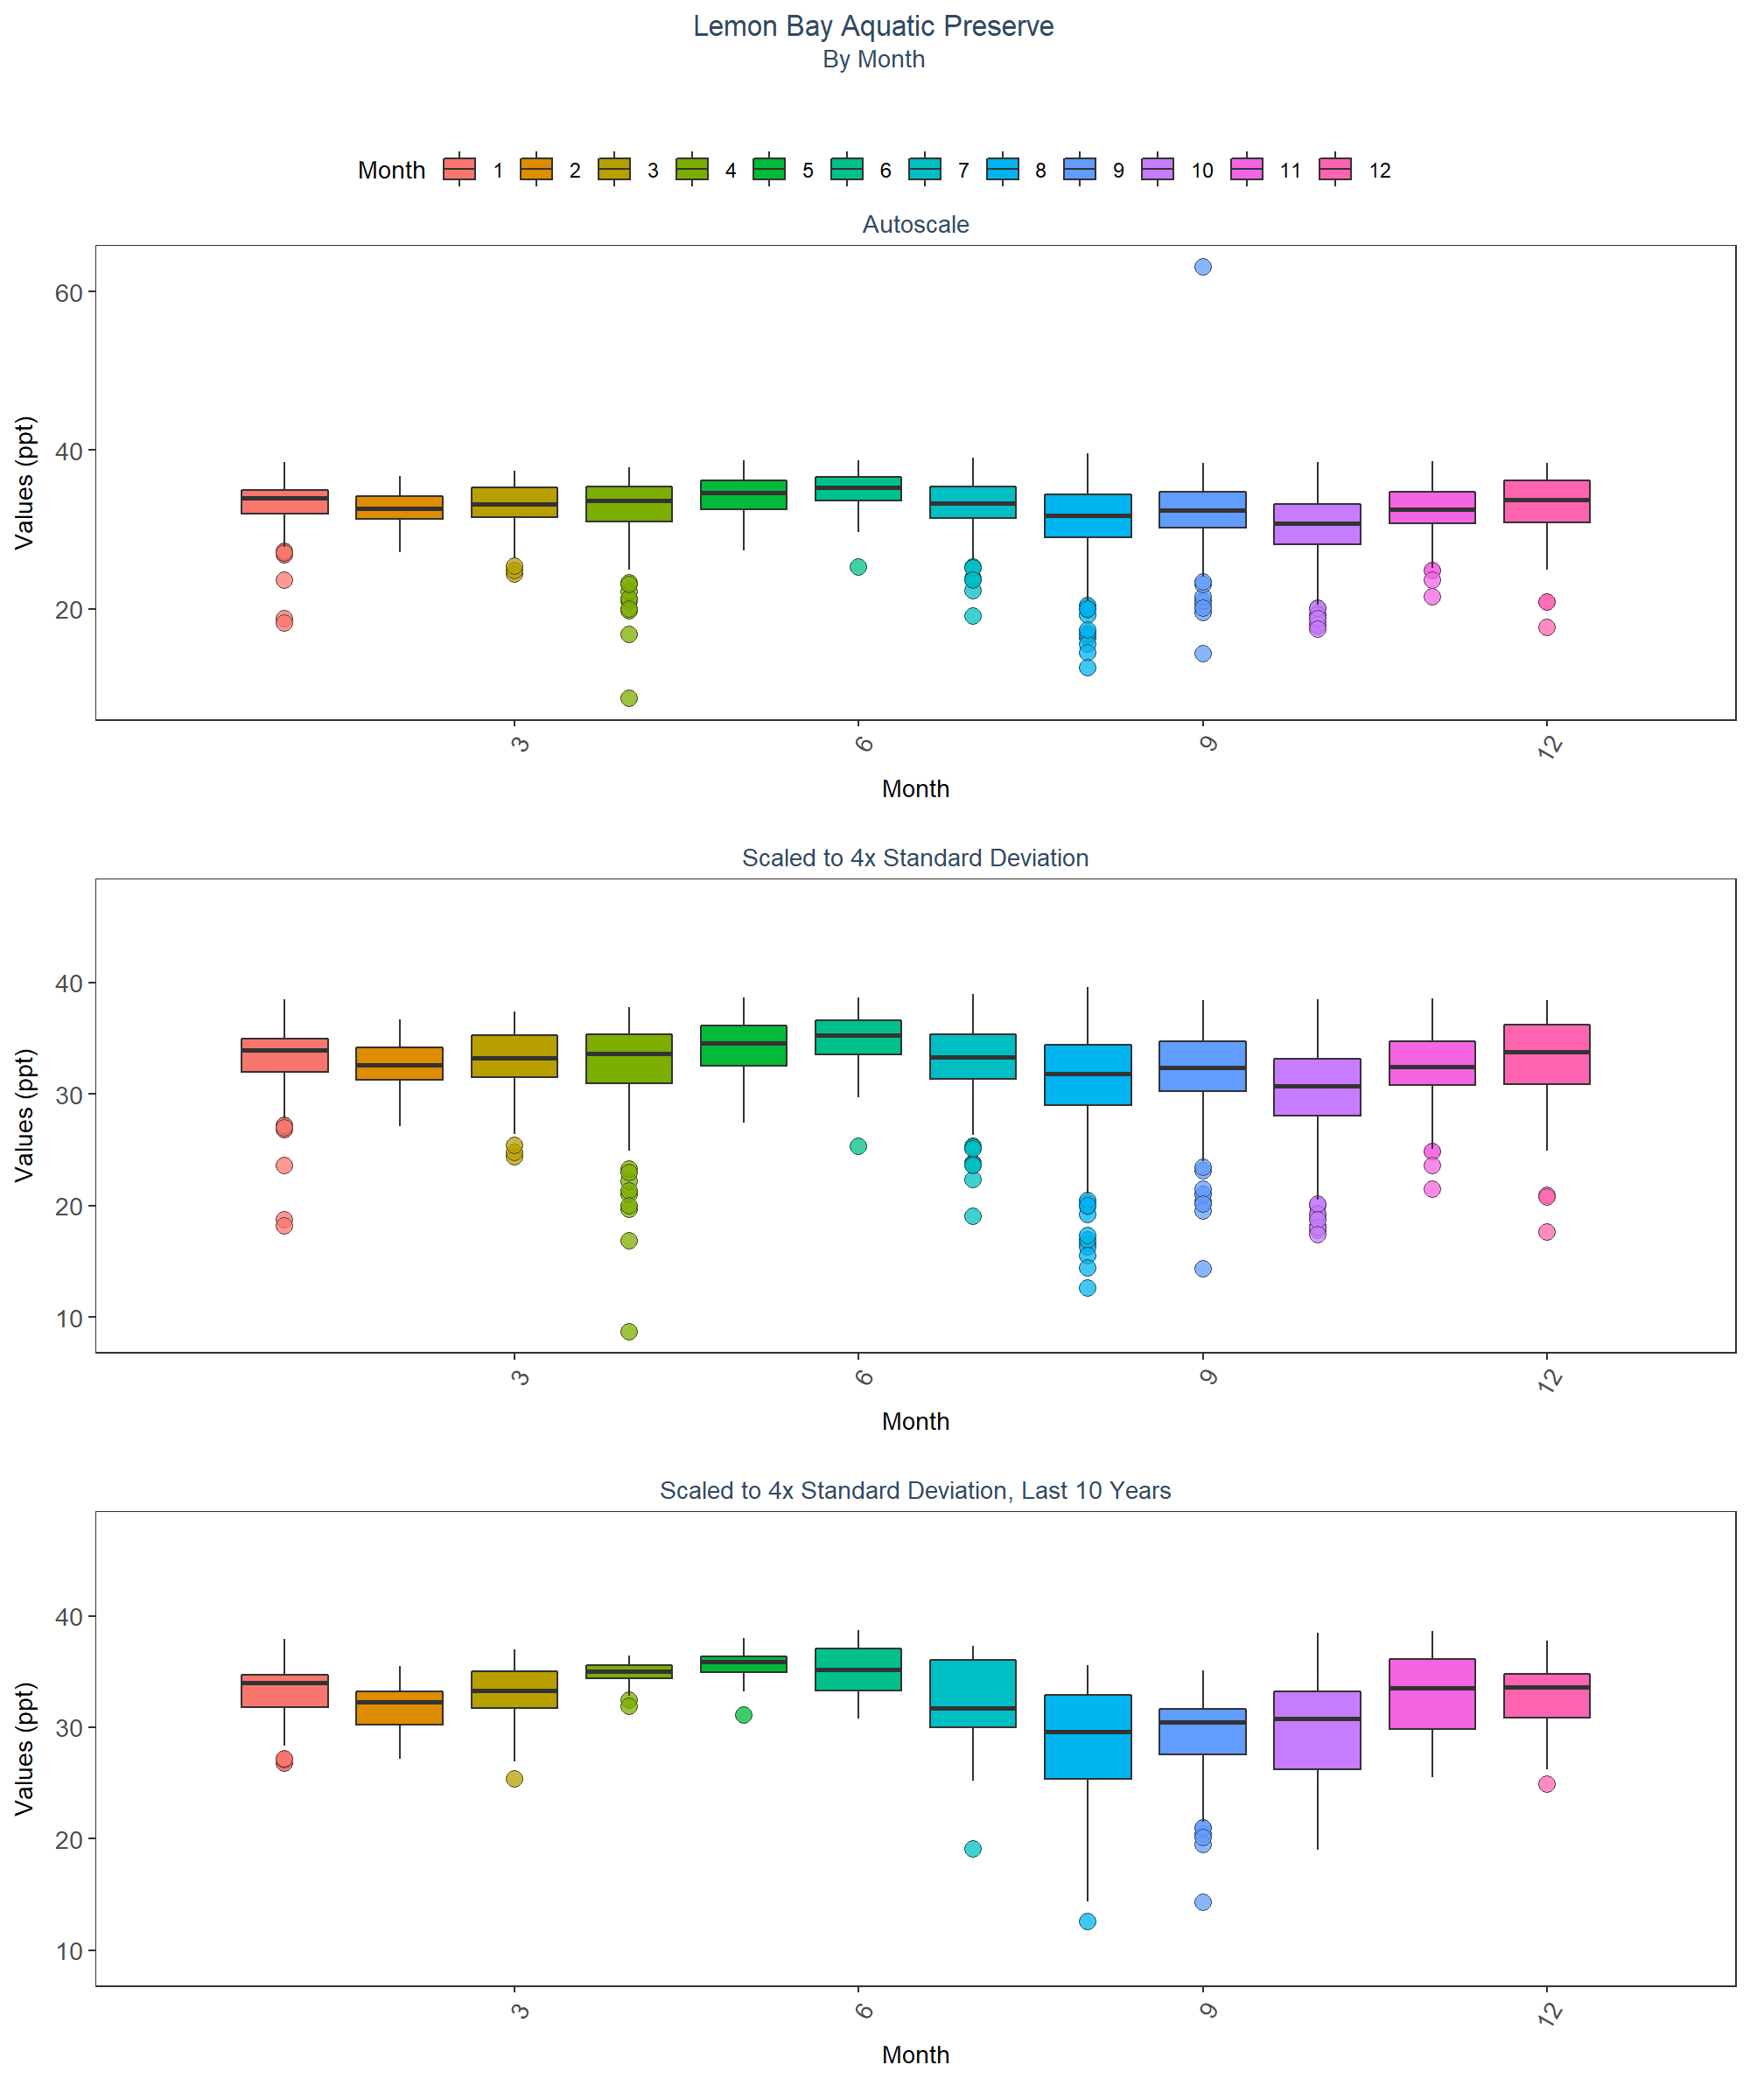 Lemon Bay Aquatic Preserve
By Month
Month 1 2 3 4 5 6 7 8 9 10 11 12
Autoscale
Values (ppt)
60
40
20
3 6 9 12
Month
Scaled to 4x Standard Deviation
Values (ppt)
40
30
20
10
3 6 9 12
Month
Scaled to 4x Standard Deviation, Last 10 Years
Values (ppt)
40
30
20
10
3 6 9 12
Month